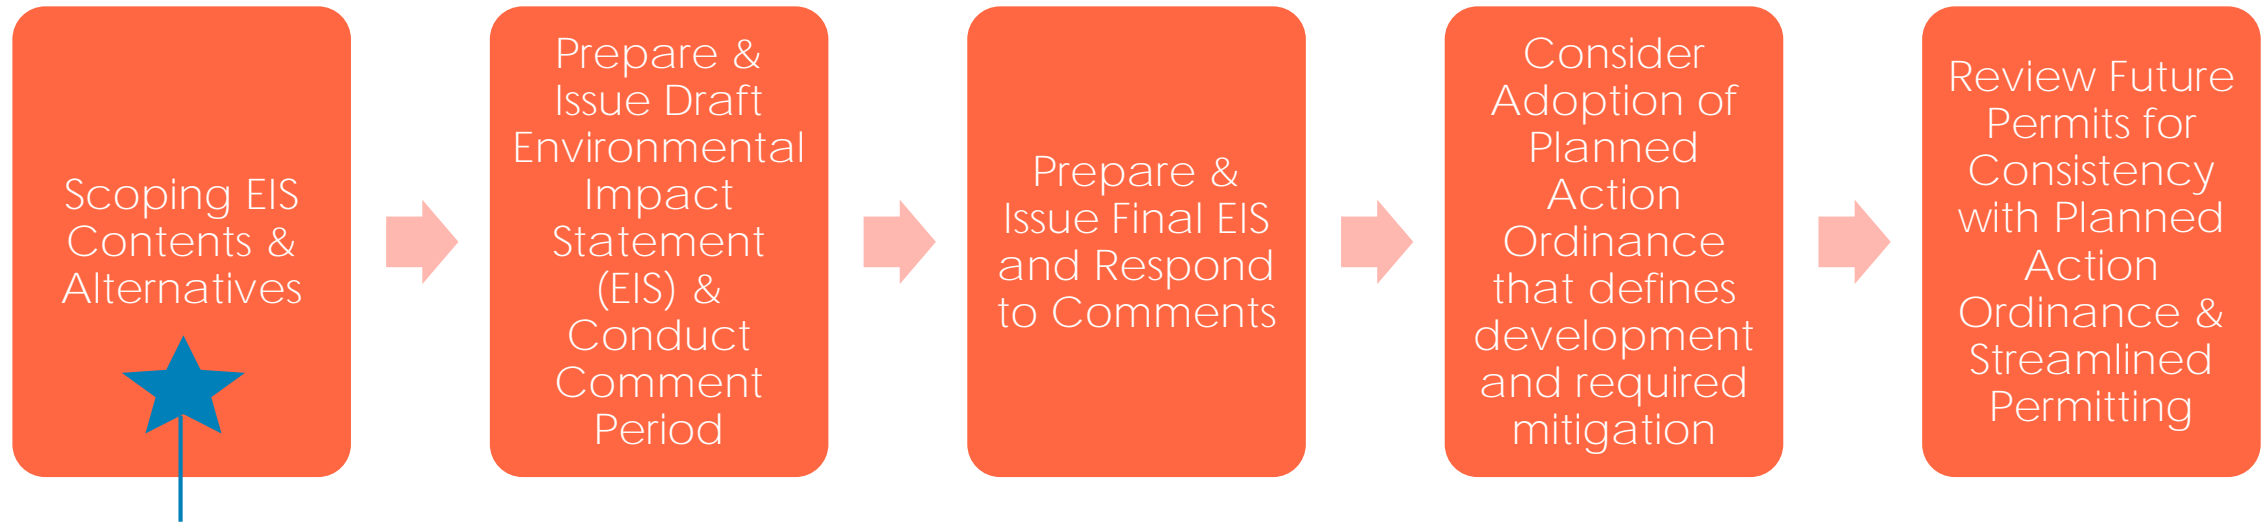 Scoping EIS
Contents &
Alternatives
Prepare &
Issue Draft
Environmental
Impact
Statement
(EIS) &
Conduct
Comment
Period
Prepare &
Issue Final EIS
and Respond
to Comments
Consider
Adoption of
Planned
Action
Ordinance
that defines
development
and required
mitigation
Review Future
Permits for
Consistency
with Planned
Action
Ordinance &
Streamlined
Permitting